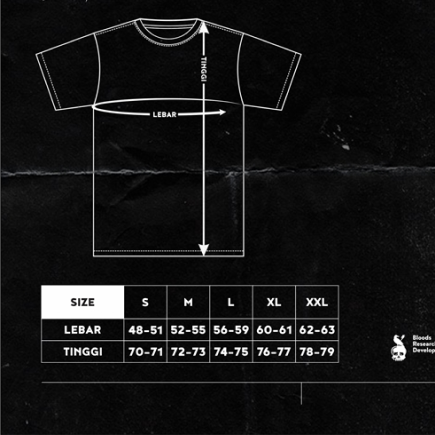 TINGGI
LEBAR
SIZE S M L XL XXL
LEBAR 48-51 52-55 56-59 60-61 62-63
TINGGI 70-71 72-73 74-75 76-77 78-79
Bloods
Research
Develop